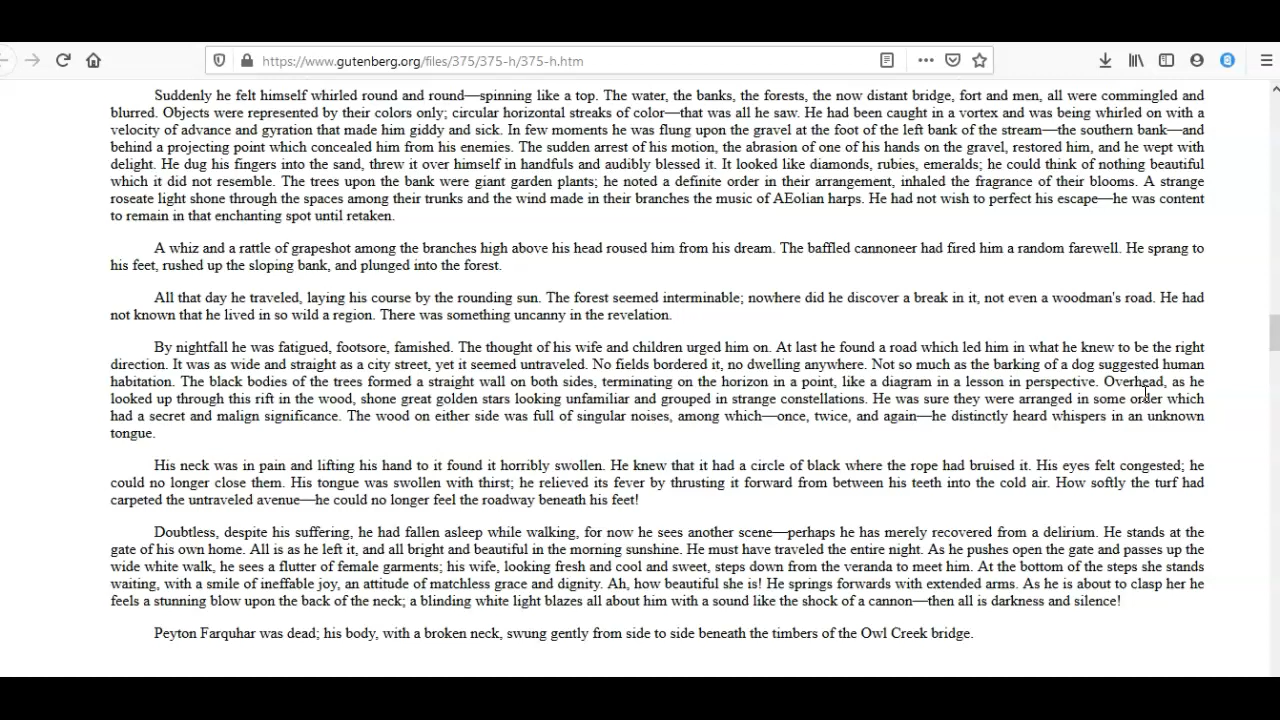 https://www.gutenberg.org/files/375/375-h/375-h.htm
Suddenly he felt himself whirled round and round—spinning like a top. The water, the banks, the forests, the now distant bridge, fort and men, all were commingled and
blurred. Objects were represented by their colors only; circular horizontal streaks of color—that was all he saw. He had been caught in a vortex and was being whirled on with a
velocity of advance and gyration that made him giddy and sick. In few moments he was flung upon the gravel at the foot of the left bank of the stream—the southern bank—and
behind a projecting point which concealed him from his enemies. The sudden arrest of his motion, the abrasion of one of his hands on the gravel, restored him, and he wept with
delight. He dug his fingers into the sand, threw it over himself in handfuls and audibly blessed it. It looked like diamonds, rubies, emeralds; he could think of nothing beautiful
which it did not resemble. The trees upon the bank were giant garden plants; he noted a definite order in their arrangement, inhaled the fragrance of their blooms. A strange
roseate light shone through the spaces among their trunks and the wind made in their branches the music of AEolian harps. He had not wish to perfect his escape—he was content
to remain in that enchanting spot until retaken.
A whiz and a rattle of grapeshot among the branches high above his head roused him from his dream. The baffled cannoneer had fired him a random farewell. He sprang to
his feet, rushed up the sloping bank, and plunged into the forest.
All that day he traveled, laying his course by the rounding sun. The forest seemed interminable; nowhere did he discover a break in it, not even a woodman's road. He had
not known that he lived in so wild a region. There was something uncanny in the revelation.
By nightfall he was fatigued, footsore, famished. The thought of his wife and children urged him on. At last he found a road which led him in what he knew to be the right
direction. It was as wide and straight as a city street, yet it seemed untraveled. No fields bordered it, no dwelling anywhere. Not so much as the barking of a dog suggested human
habitation. The black bodies of the trees formed a straight wall on both sides, terminating on the horizon in a point, like a diagram in a lesson in perspective. Overhead, as he
looked up through this rift in the wood, shone great golden stars looking unfamiliar and grouped in strange constellations. He was sure they were arranged in some order which
had a secret and malign significance. The wood on either side was full of singular noises, among which—once, twice, and again—he distinctly heard whispers in an unknown
tongue.
His neck was in pain and lifting his hand to it found it horribly swollen. He knew that it had a circle of black where the rope had bruised it. His eyes felt congested; he
could no longer close them. His tongue was swollen with thirst; he relieved its fever by thrusting it forward from between his teeth into the cold air. How softly the turf had
carpeted the untraveled avenue—he could no longer feel the roadway beneath his feet!
Doubtless, despite his suffering, he had fallen asleep while walking, for now he sees another scene—perhaps he has merely recovered from a delirium. He stands at the
gate of his own home. All is as he left it, and all bright and beautiful in the morning sunshine. He must have traveled the entire night. As he pushes open the gate and passes up the
wide white walk, he sees a flutter of female garments; his wife, looking fresh and cool and sweet, steps down from the veranda to meet him. At the bottom of the steps she stands
waiting, with a smile of ineffable joy, an attitude of matchless grace and dignity. Ah, how beautiful she is! He springs forwards with extended arms. As he is about to clasp her he
feels a stunning blow upon the back of the neck; a blinding white light blazes all about him with a sound like the shock of a cannon—then all is darkness and silence!
Peyton Farquhar was dead; his body, with a broken neck, swung gently from side to side beneath the timbers of the Owl Creek bridge.